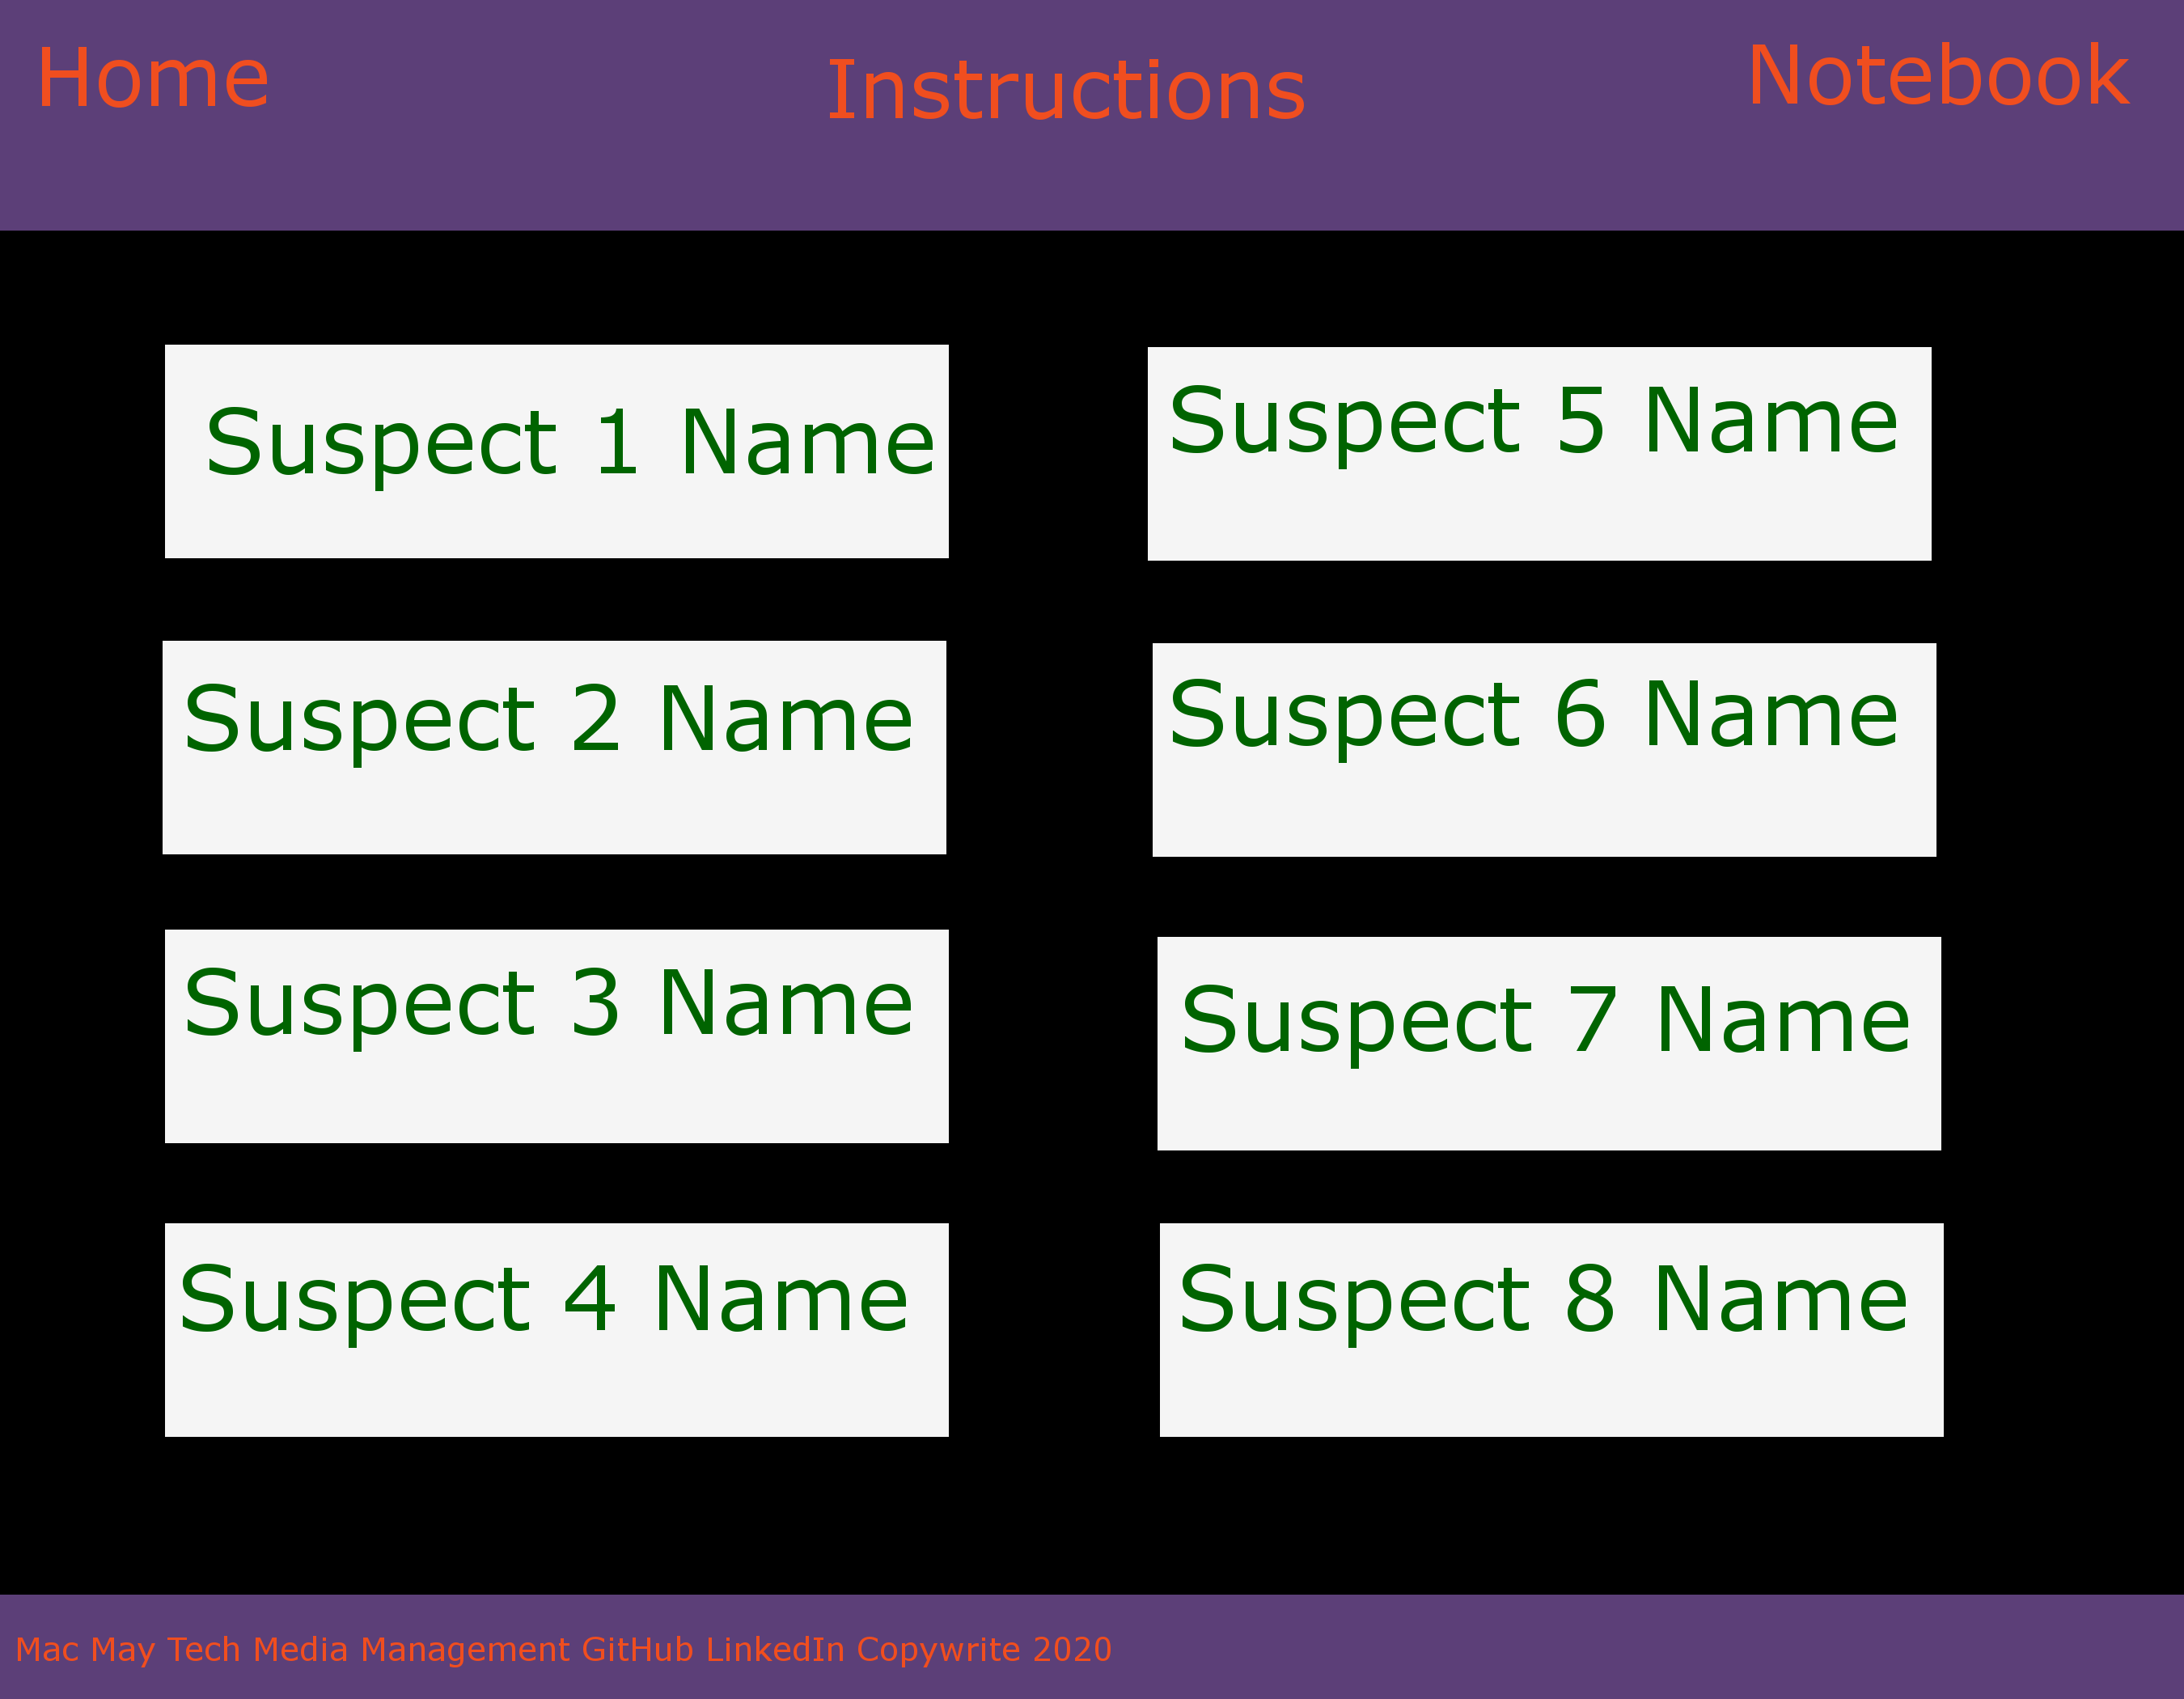 Home
Instructions
Notebook
Suspect 1 Name
Suspect 5 Name
Suspect 2 Name
Suspect 6 Name
Suspect 3 Name
Suspect 7 Name
Suspect 4 Name
Suspect 8 Name
Mac May Tech Media Management GitHub LinkedIn Copywrite 2020